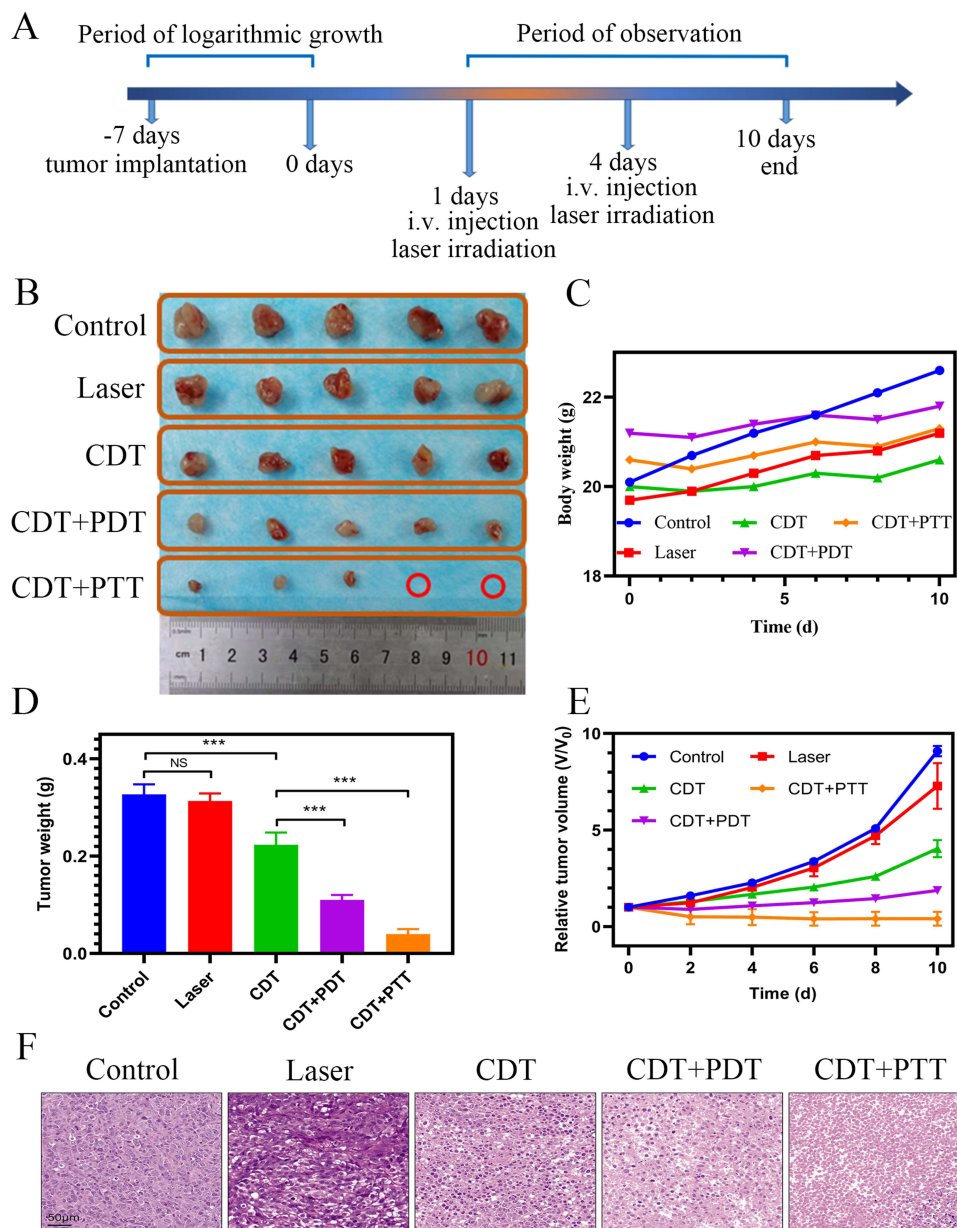 A
Period of logarithmic growth
Period of observation
-7 days
tumor implantation
0 days
1 days
i.v. injection
laser irradiation
4 days
i.v. injection
laser irradiation
10 days
end
B
Control
Laser
CDT
CDT+PDT
CDT+PTT
0.5mm
mm
cm 1 2 3 4 5 6 7 8 9 10 11
C
Body weight (g)
22
20
18
Control
CDT
CDT+PTT
Laser
CDT+PDT
0 5 10
Time (d)
D
Tumor weight (g)
0.4
0.2
0.0
***
NS
***
***
Control
Laser
CDT
CDT+PDT
CDT+PTT
E
Relative tumor volume (V/V₀)
10
5
0
Control
Laser
CDT
CDT+PTT
CDT+PDT
0 2 4 6 8 10
Time (d)
F
Control
Laser
CDT
CDT+PDT
CDT+PTT
50μm